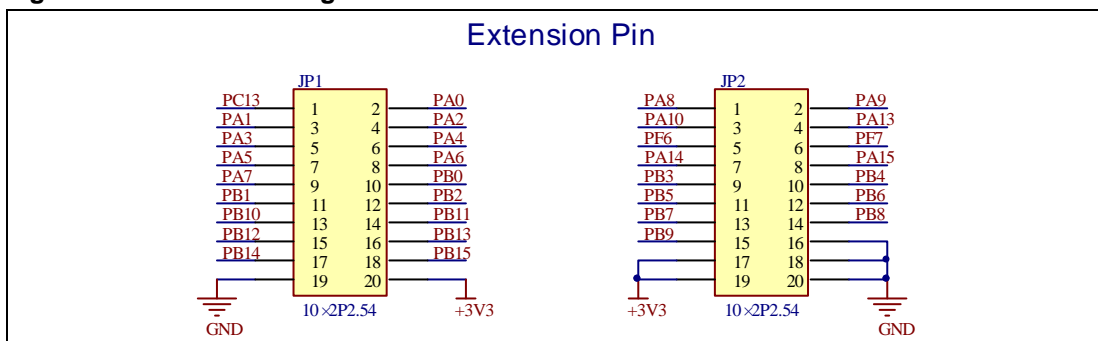 Extension Pin
JP1
PC13 1 2 PA0
PA1 3 4 PA2
PA3 5 6 PA4
PA5 7 8 PA6
PA7 9 10 PB0
PB1 11 12 PB2
PB10 13 14 PB11
PB12 15 16 PB13
PB14 17 18 PB15
19 20
GND 10×2P2.54 +3V3
JP2
PA8 1 2 PA9
PA10 3 4 PA13
PF6 5 6 PF7
PA14 7 8 PA15
PB3 9 10 PB4
PB5 11 12 PB6
PB7 13 14 PB8
PB9 15 16
17 18
19 20
+3V3 10×2P2.54 GND